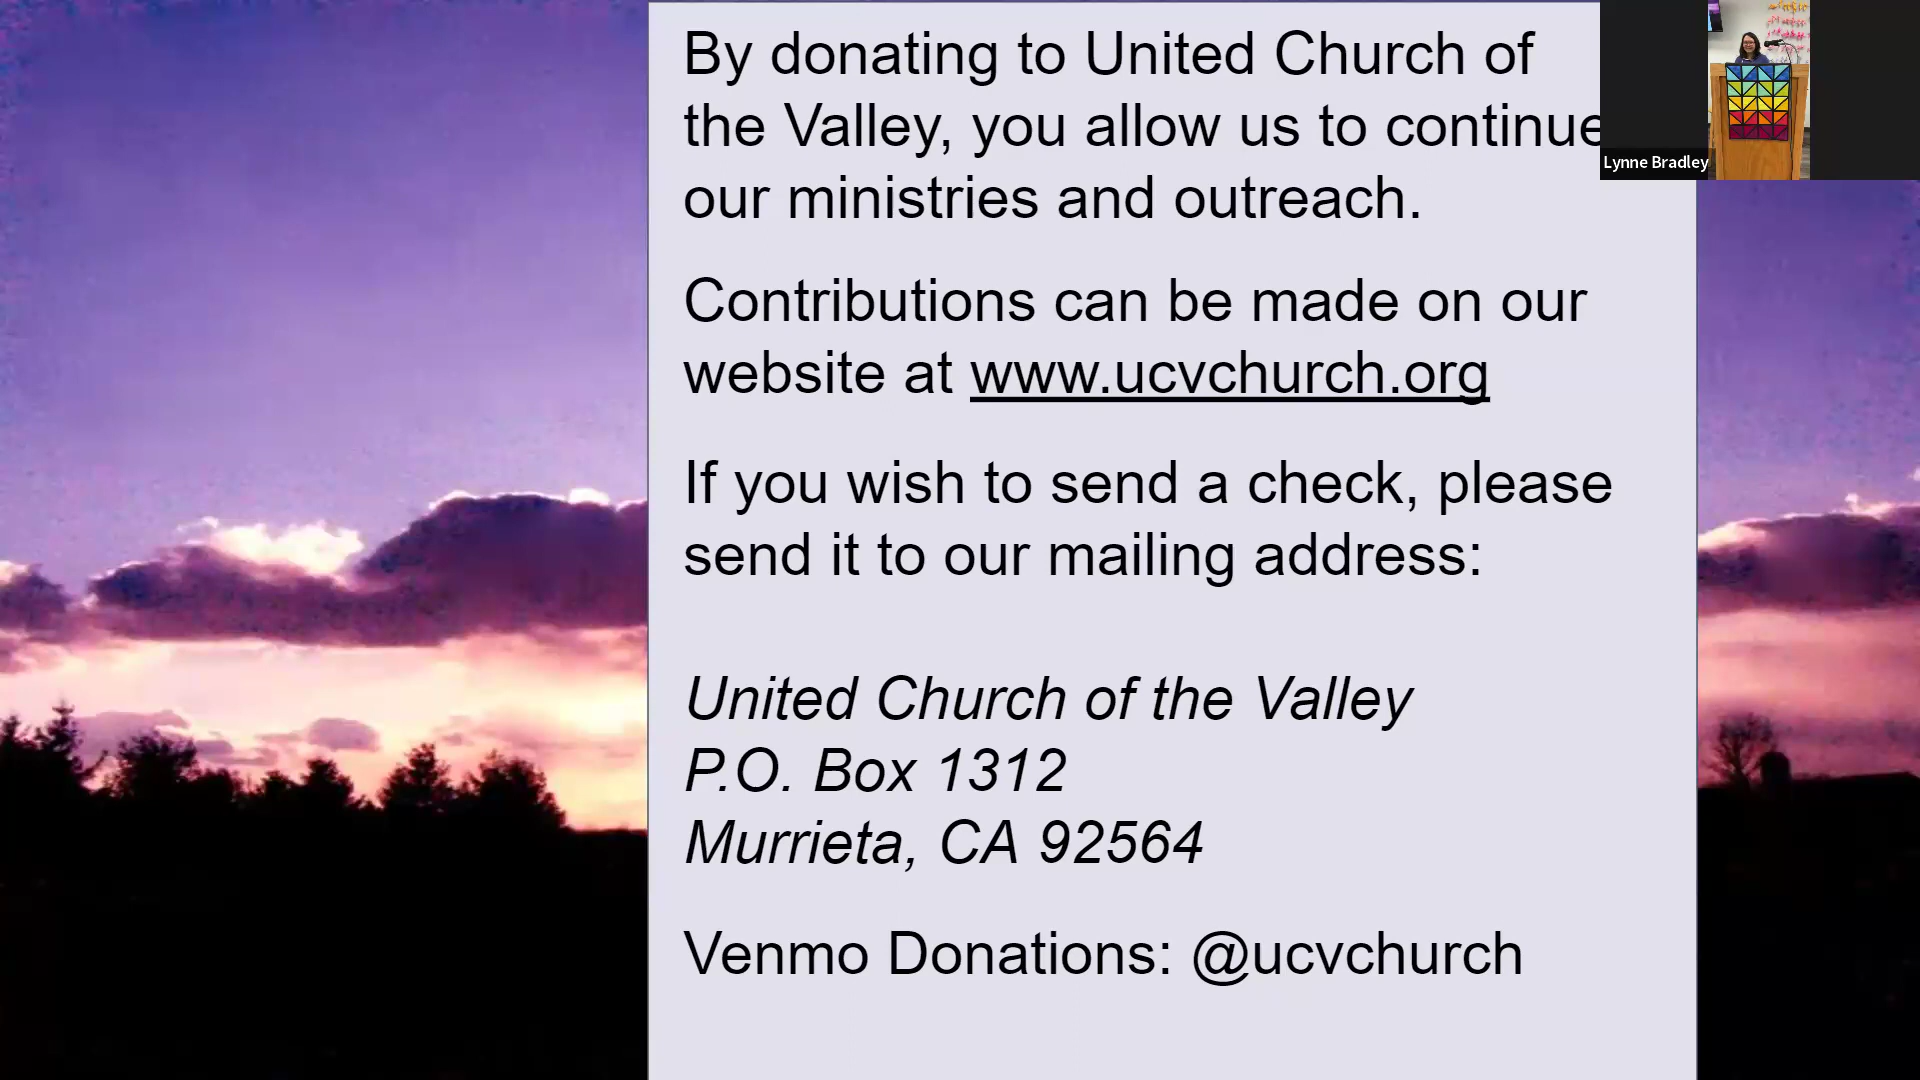 By donating to United Church of
the Valley, you allow us to continue
our ministries and outreach.
Contributions can be made on our
website at www.ucvchurch.org
If you wish to send a check, please
send it to our mailing address:
United Church of the Valley
P.O. Box 1312
Murrieta, CA 92564
Venmo Donations: @ucvchurch
Lynne Bradley